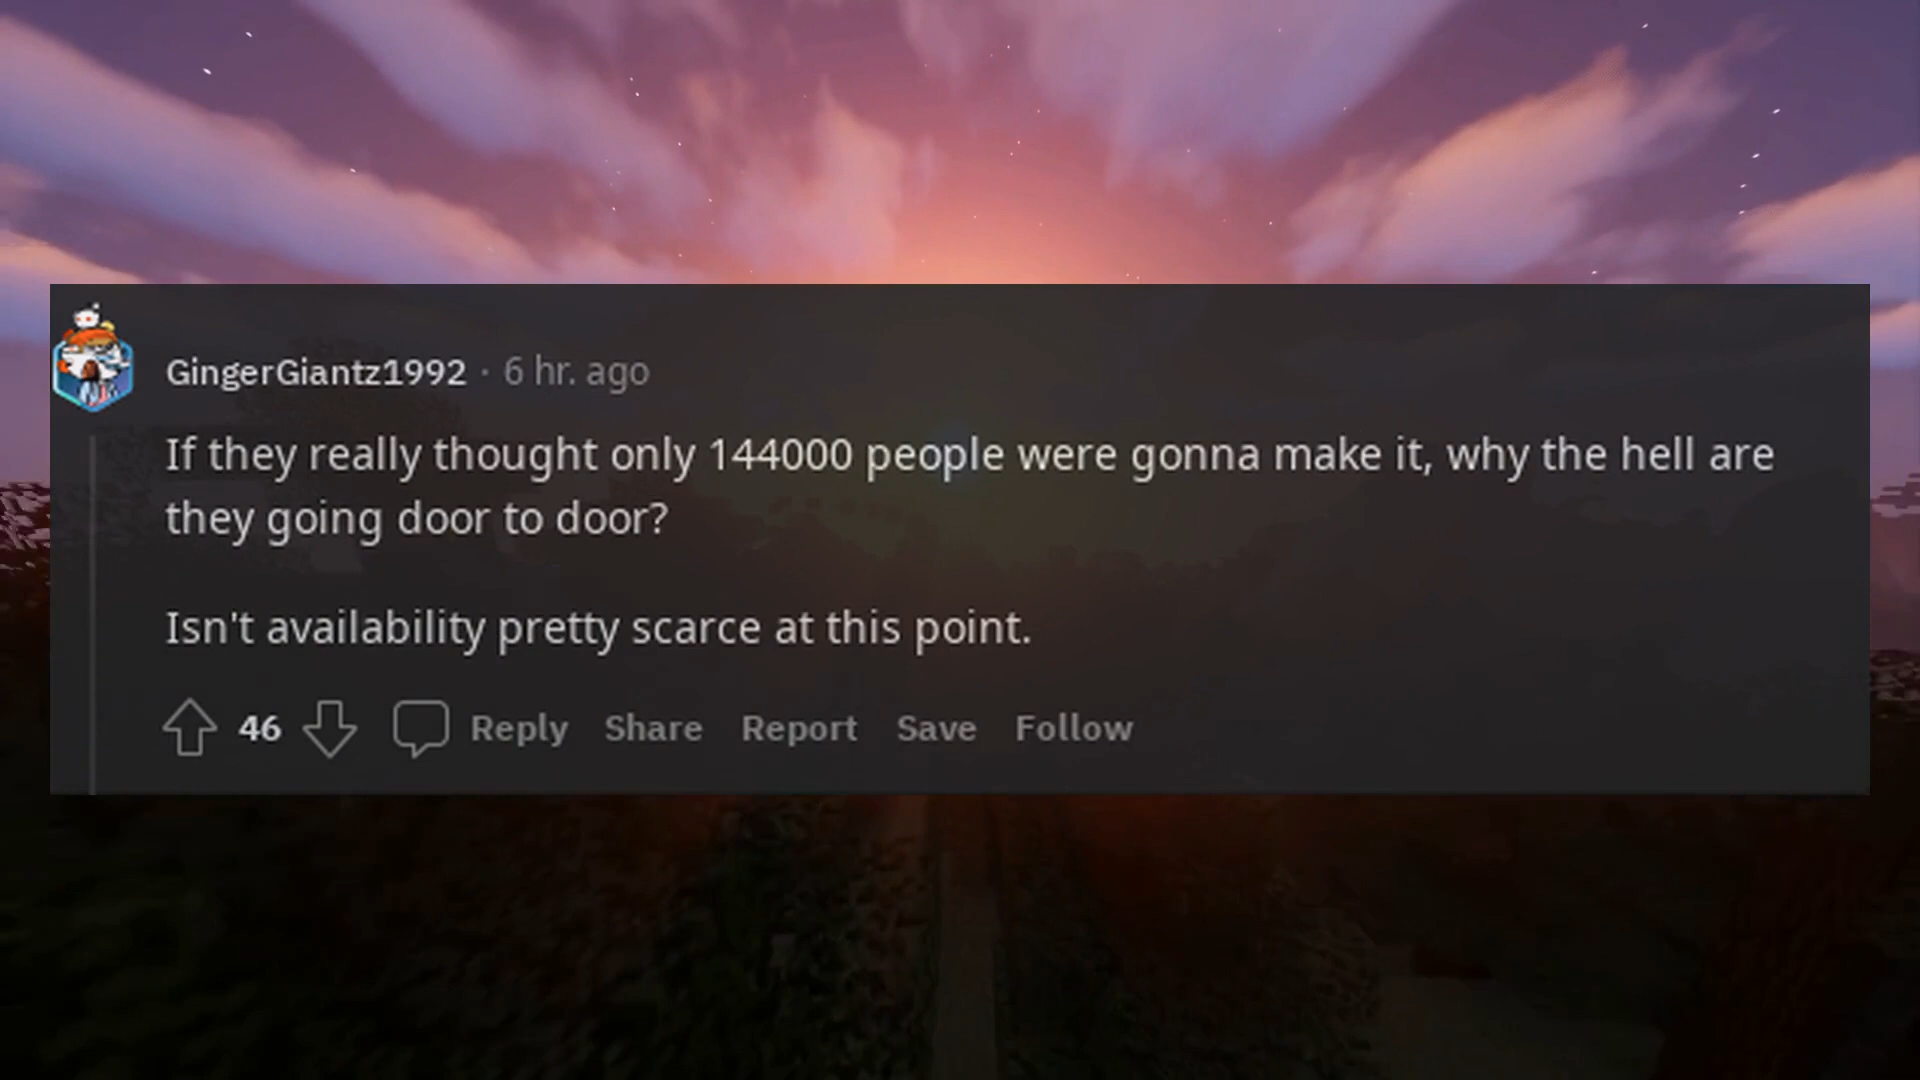 GingerGiantz1992 · 6 hr. ago
If they really thought only 144000 people were gonna make it, why the hell are
they going door to door?
Isn't availability pretty scarce at this point.
46 Reply Share Report Save Follow